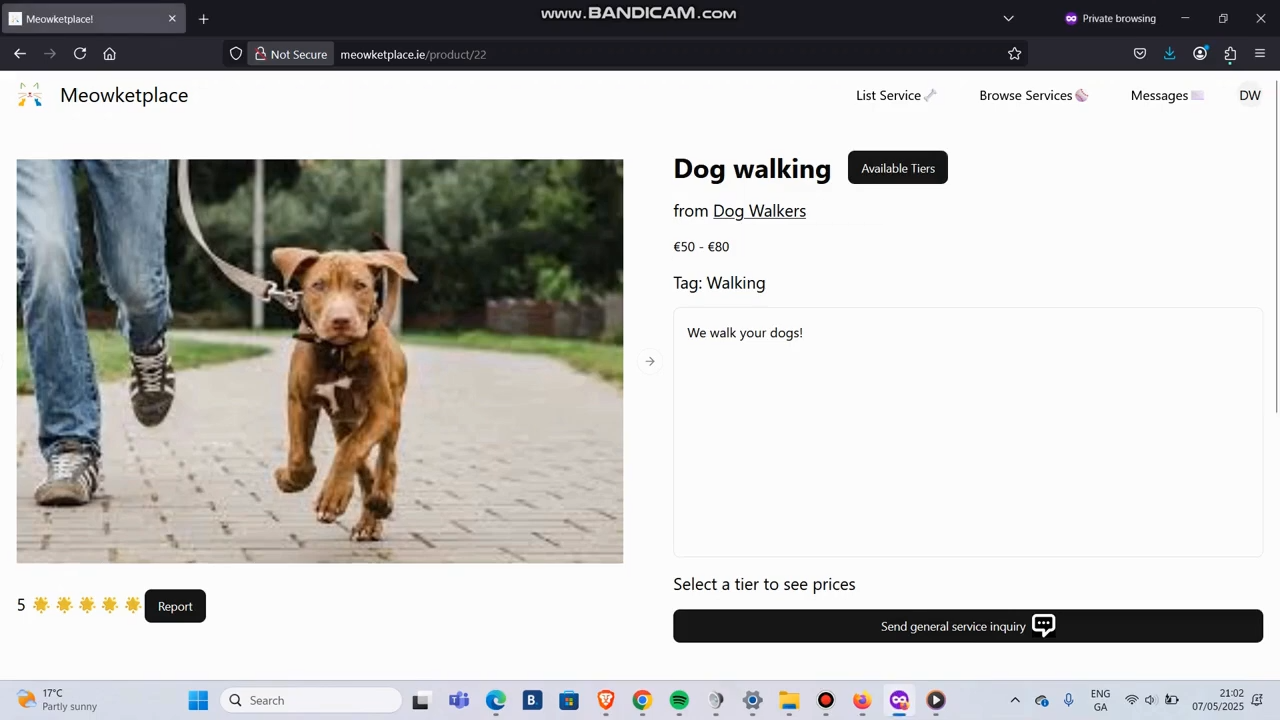 www.BANDICAM.com
Meowketplace!
Private browsing
Not Secure
meowketplace.ie/product/22
Meowketplace
List Service
Browse Services
Messages
DW
Dog walking
Available Tiers
from Dog Walkers
€50 - €80
Tag: Walking
We walk your dogs!
Select a tier to see prices
Send general service inquiry
5
Report
17°C
Partly sunny
Search
B.
ENG
GA
21:02
07/05/2025